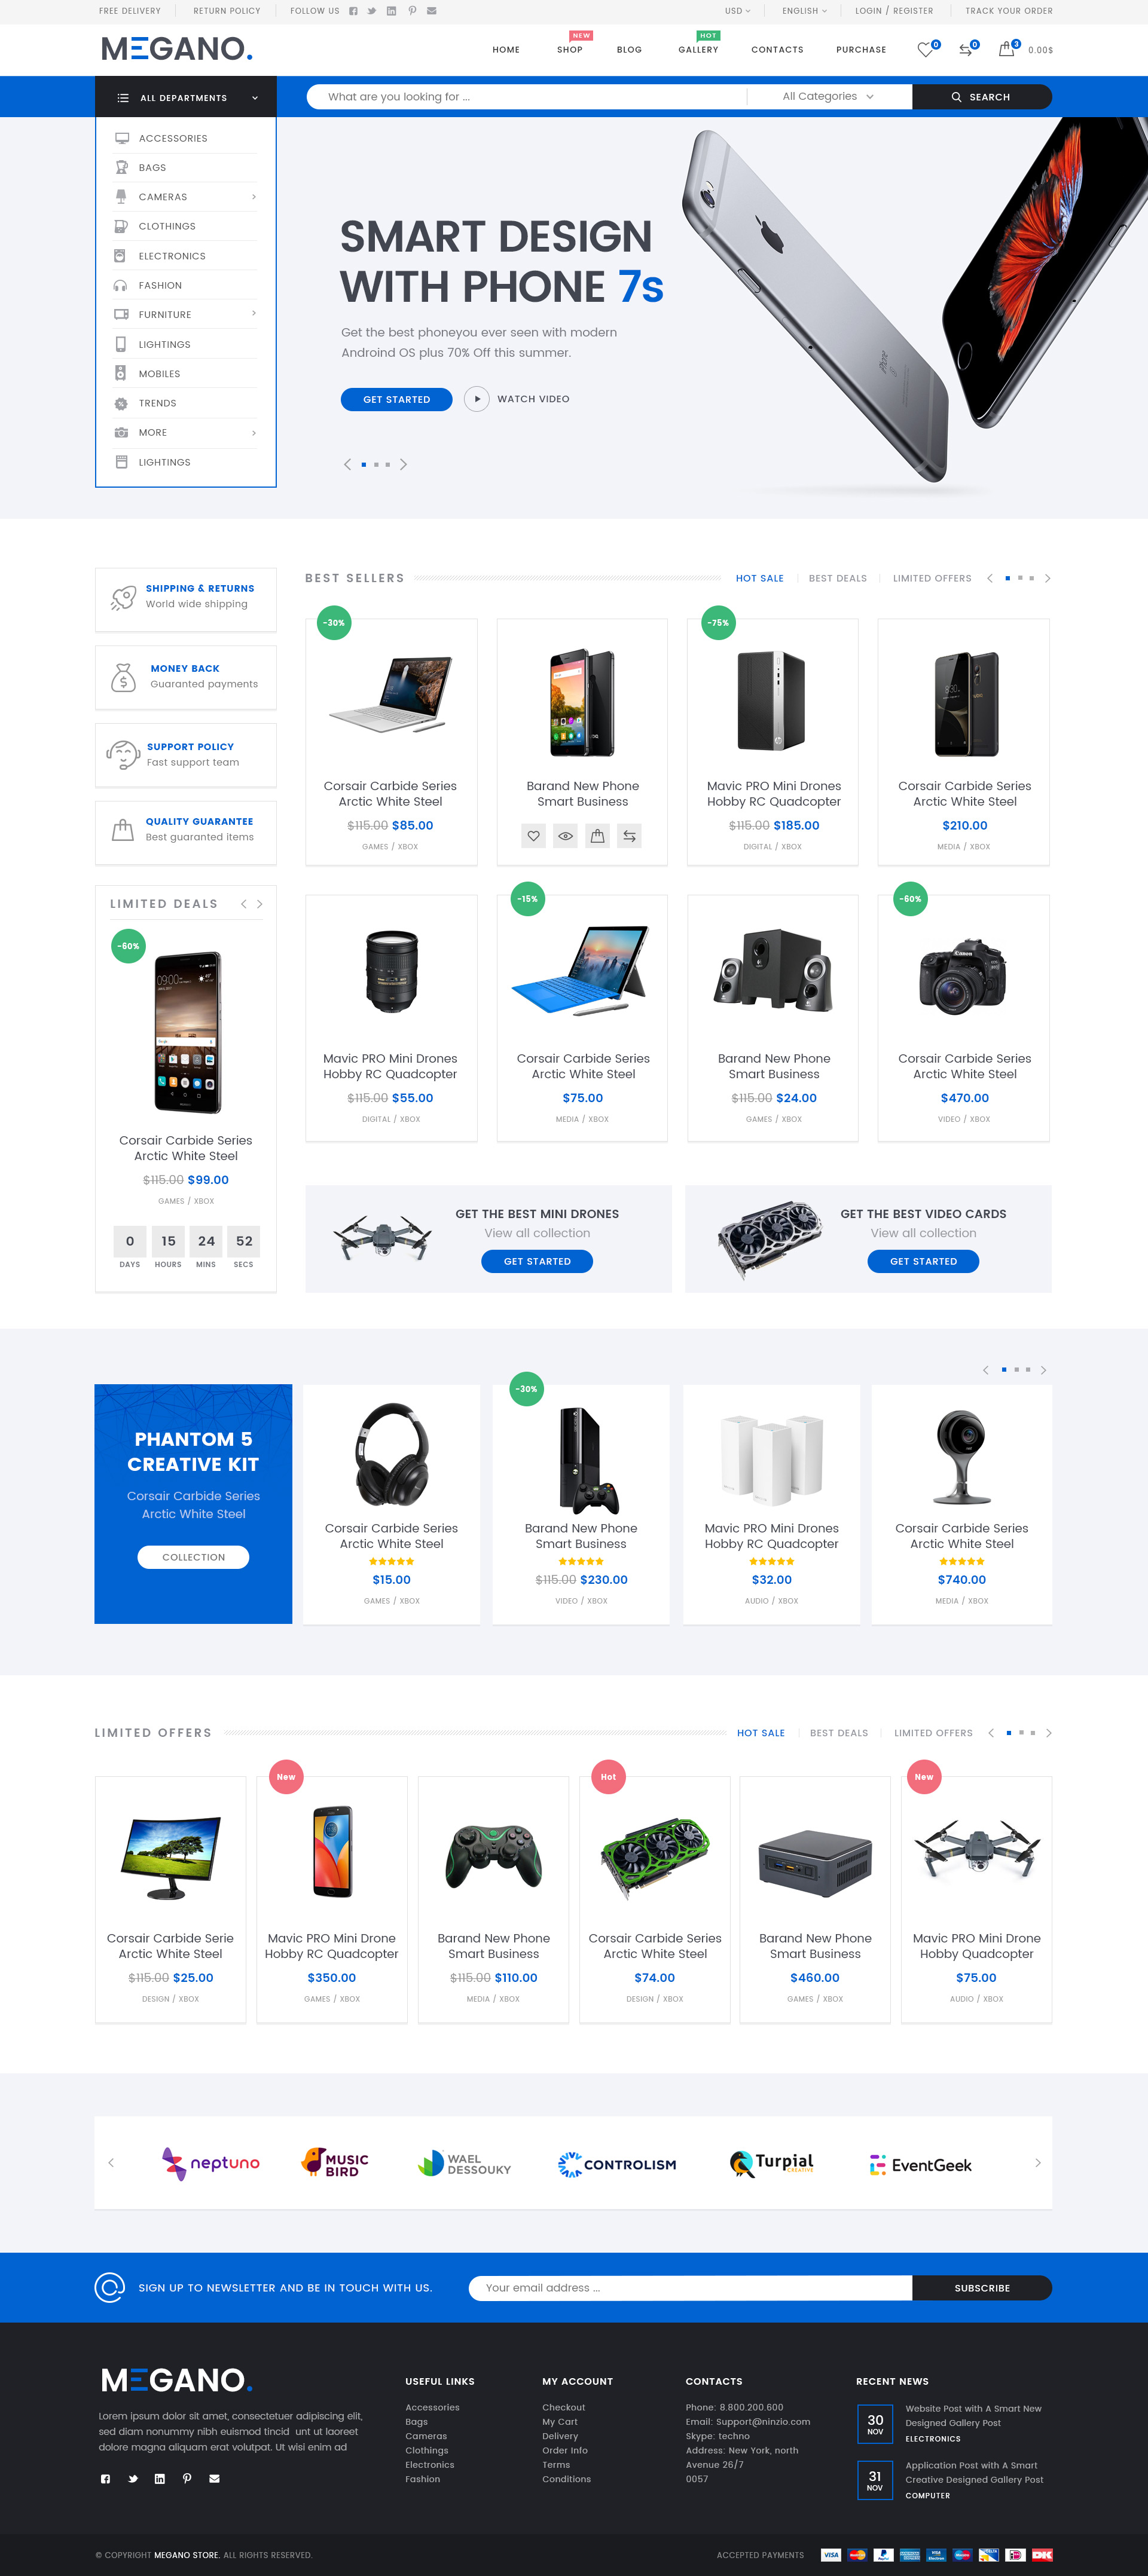 FREE DELIVERY
RETURN POLICY
FOLLOW US
USD
ENGLISH
LOGIN / REGISTER
TRACK YOUR ORDER
MEGANO.
HOME
NEW
SHOP
BLOG
HOT
GALLERY
CONTACTS
PURCHASE
0
0
3
0.00$
ALL DEPARTMENTS
What are you looking for ...
All Categories
SEARCH
ACCESSORIES
BAGS
CAMERAS
CLOTHINGS
ELECTRONICS
FASHION
FURNITURE
LIGHTINGS
MOBILES
TRENDS
MORE
LIGHTINGS
SMART DESIGN
WITH PHONE 7s
Get the best phoneyou ever seen with modern
Androind OS plus 70% Off this summer.
GET STARTED
WATCH VIDEO
SHIPPING & RETURNS
World wide shipping
MONEY BACK
Guaranted payments
SUPPORT POLICY
Fast support team
QUALITY GUARANTEE
Best guaranted items
LIMITED DEALS
-60%
Corsair Carbide Series
Arctic White Steel
$115.00 $99.00
GAMES / XBOX
0 15 24 52
DAYS HOURS MINS SECS
BEST SELLERS
HOT SALE
BEST DEALS
LIMITED OFFERS
-30%
Corsair Carbide Series
Arctic White Steel
$115.00 $85.00
GAMES / XBOX
Barand New Phone
Smart Business
-75%
Mavic PRO Mini Drones
Hobby RC Quadcopter
$115.00 $185.00
DIGITAL / XBOX
Corsair Carbide Series
Arctic White Steel
$210.00
MEDIA / XBOX
Mavic PRO Mini Drones
Hobby RC Quadcopter
$115.00 $55.00
DIGITAL / XBOX
-15%
Corsair Carbide Series
Arctic White Steel
$75.00
MEDIA / XBOX
Barand New Phone
Smart Business
$115.00 $24.00
GAMES / XBOX
-60%
Canon
Corsair Carbide Series
Arctic White Steel
$470.00
VIDEO / XBOX
GET THE BEST MINI DRONES
View all collection
GET STARTED
GET THE BEST VIDEO CARDS
View all collection
GET STARTED
PHANTOM 5
CREATIVE KIT
Corsair Carbide Series
Arctic White Steel
COLLECTION
Corsair Carbide Series
Arctic White Steel
$15.00
GAMES / XBOX
-30%
Barand New Phone
Smart Business
$115.00 $230.00
VIDEO / XBOX
Mavic PRO Mini Drones
Hobby RC Quadcopter
$32.00
AUDIO / XBOX
Corsair Carbide Series
Arctic White Steel
$740.00
MEDIA / XBOX
LIMITED OFFERS
HOT SALE
BEST DEALS
LIMITED OFFERS
Corsair Carbide Serie
Arctic White Steel
$115.00 $25.00
DESIGN / XBOX
New
Mavic PRO Mini Drone
Hobby RC Quadcopter
$350.00
GAMES / XBOX
Barand New Phone
Smart Business
$115.00 $110.00
MEDIA / XBOX
Hot
Corsair Carbide Series
Arctic White Steel
$74.00
DESIGN / XBOX
Barand New Phone
Smart Business
$460.00
GAMES / XBOX
New
Mavic PRO Mini Drone
Hobby Quadcopter
$75.00
AUDIO / XBOX
neptuno
MUSIC
BIRD
WAEL
DESSOUKY
CONTROLISM
Turpial
CREATIVE
EventGeek
SIGN UP TO NEWSLETTER AND BE IN TOUCH WITH US.
Your email address ...
SUBSCRIBE
MEGANO.
Lorem ipsum dolor sit amet, consectetuer adipiscing elit,
sed diam nonummy nibh euismod tincid unt ut laoreet
dolore magna aliquam erat volutpat. Ut wisi enim ad
USEFUL LINKS
Accessories
Bags
Cameras
Clothings
Electronics
Fashion
MY ACCOUNT
Checkout
My Cart
Delivery
Order Info
Terms
Conditions
CONTACTS
Phone: 8.800.200.600
Email: Support@ninzio.com
Skype: techno
Address: New York, north
Avenue 26/7
0057
RECENT NEWS
30
NOV
Website Post with A Smart New
Designed Gallery Post
ELECTRONICS
31
NOV
Application Post with A Smart
Creative Designed Gallery Post
COMPUTER
© COPYRIGHT MEGANO STORE. ALL RIGHTS RESERVED.
ACCEPTED PAYMENTS
VISA
PayPal
VISA